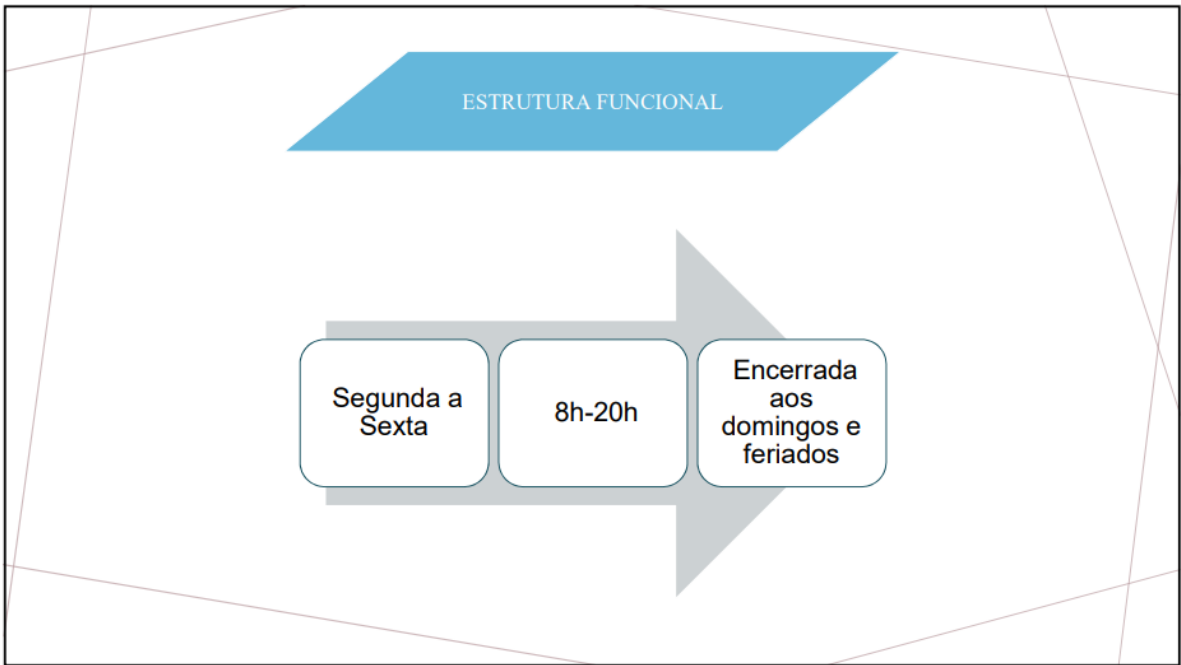 ESTRUTURA FUNCIONAL
Segunda a
Sexta
8h-20h
Encerrada
aos
domingos e
feriados